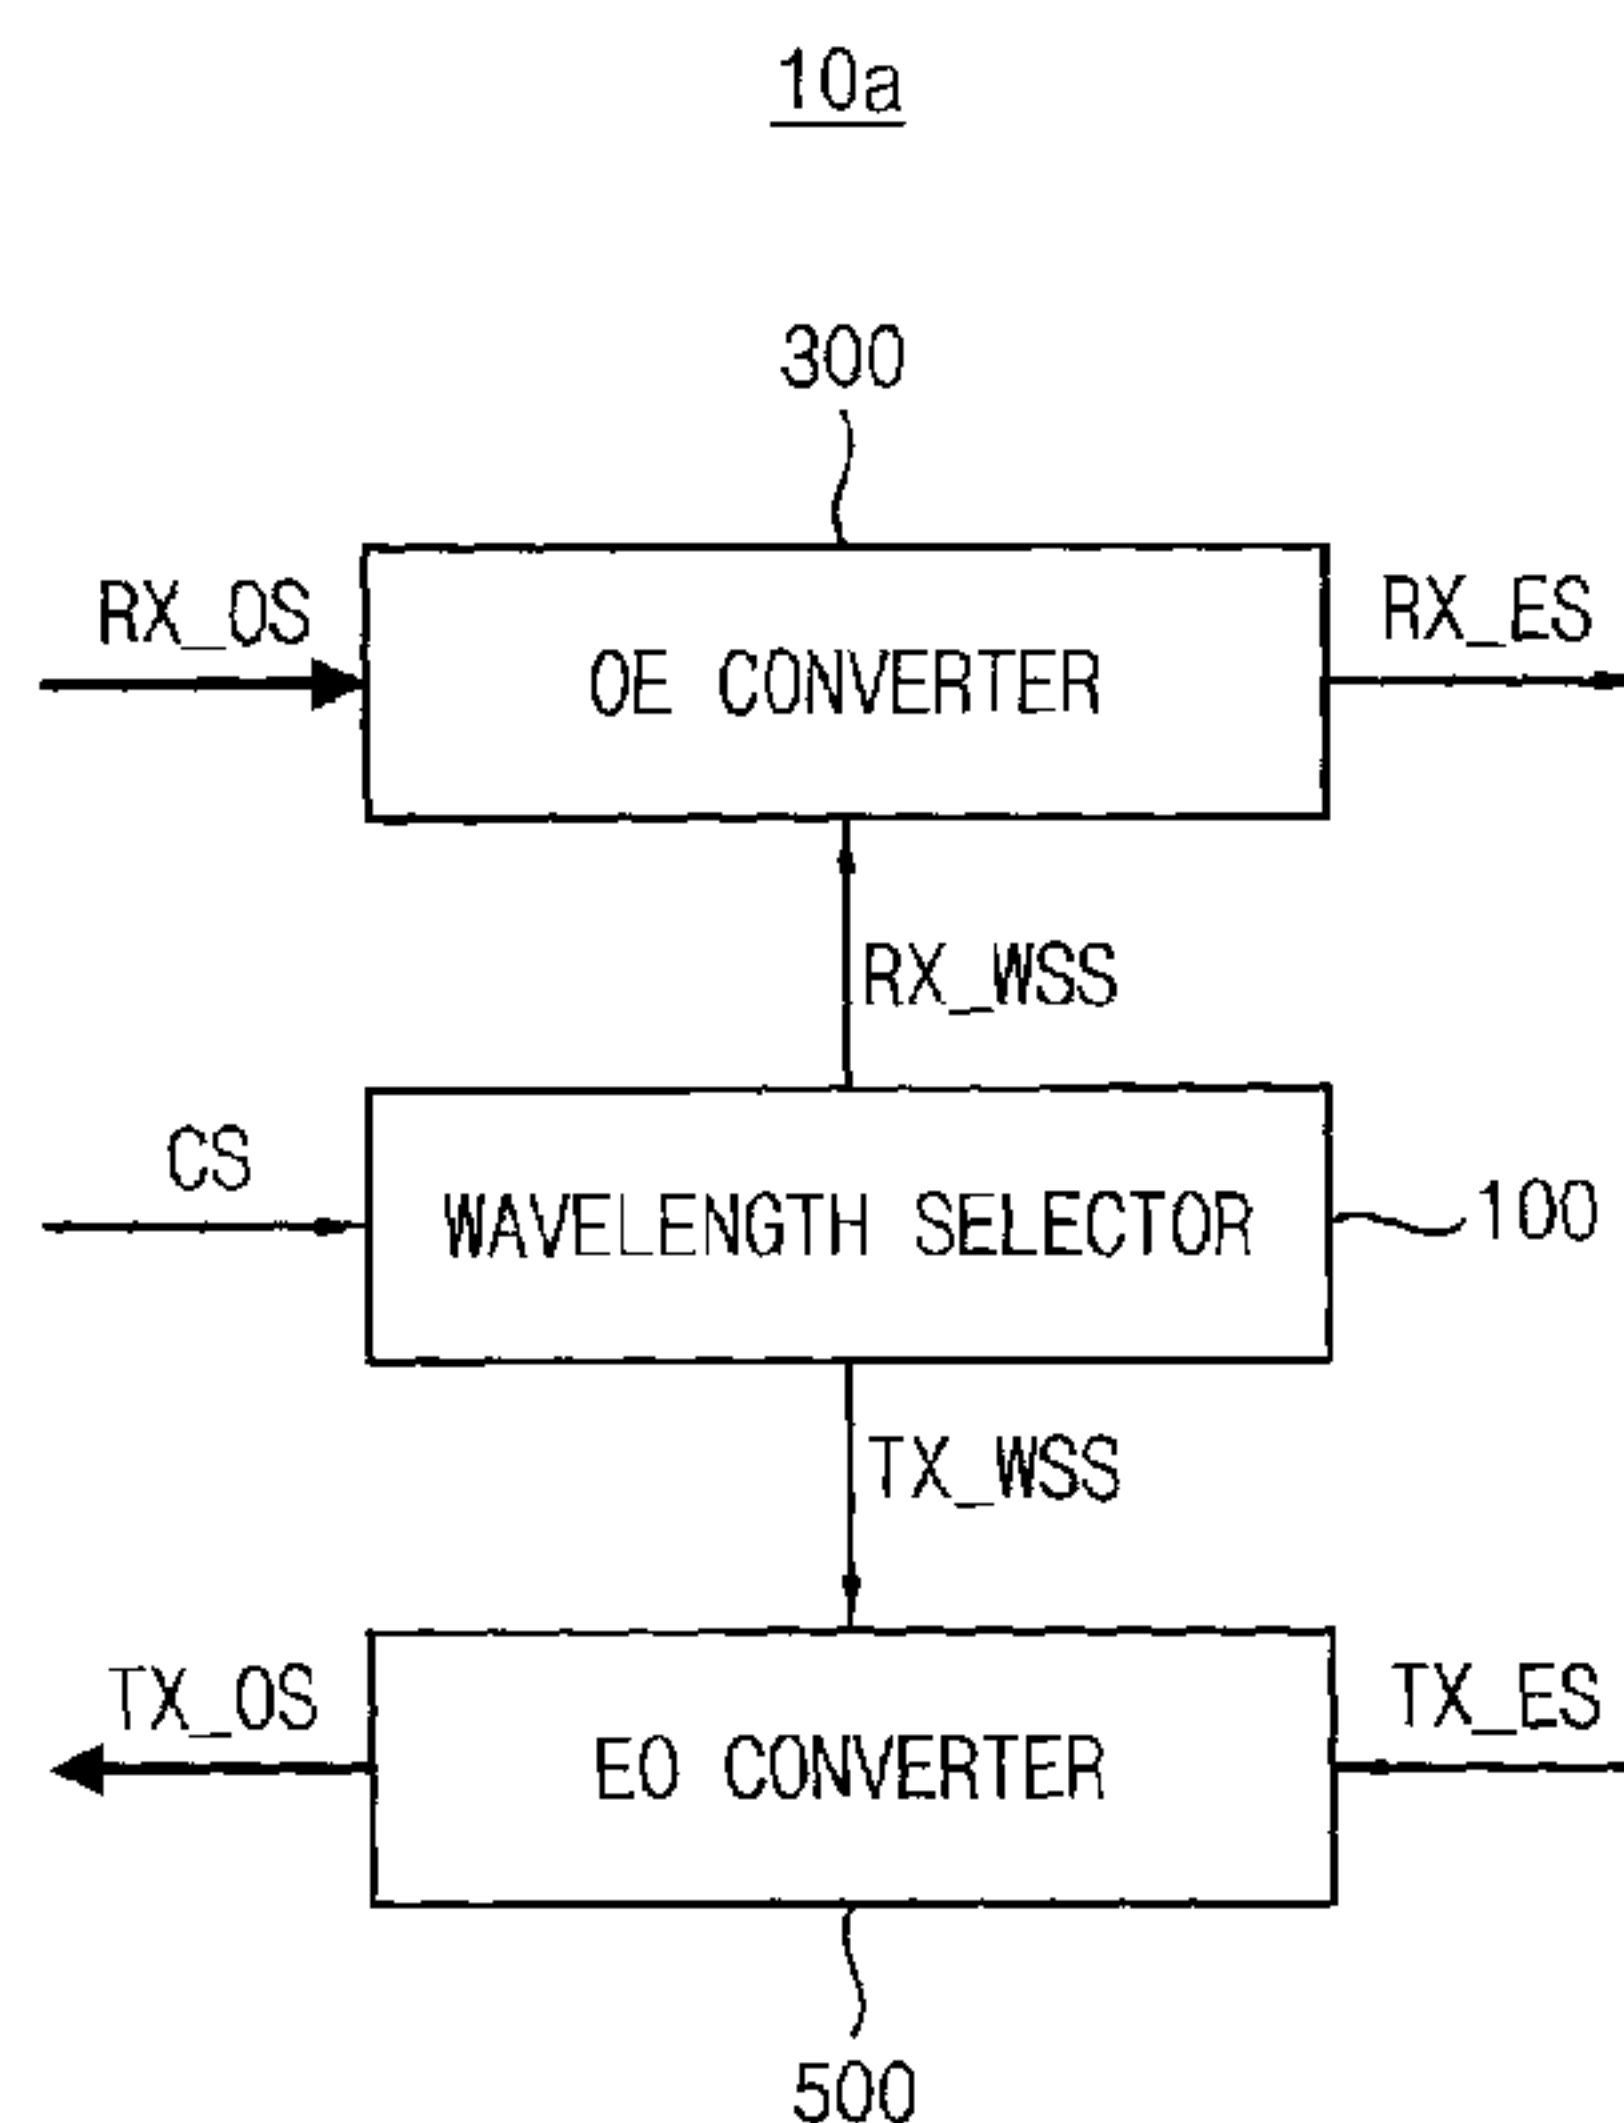 10a
300
RX_OS
RX_ES
OE CONVERTER
RX_WSS
CS
WAVELENGTH SELECTOR
100
TX_WSS
TX_OS
TX_ES
EO CONVERTER
500